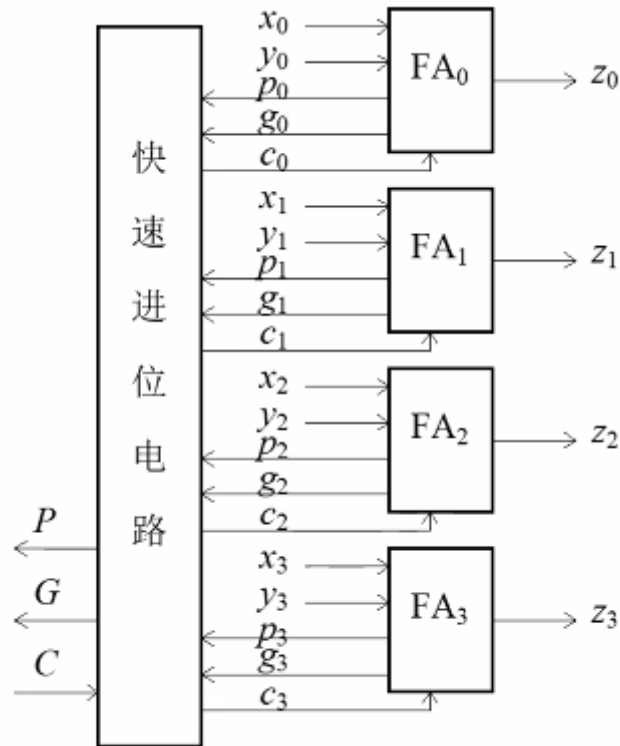 x₀
y₀
p₀
g₀
c₀
FA₀
z₀
x₁
y₁
p₁
g₁
c₁
FA₁
z₁
x₂
y₂
p₂
g₂
c₂
FA₂
z₂
x₃
y₃
p₃
g₃
c₃
FA₃
z₃
快速进位电路
P
G
C